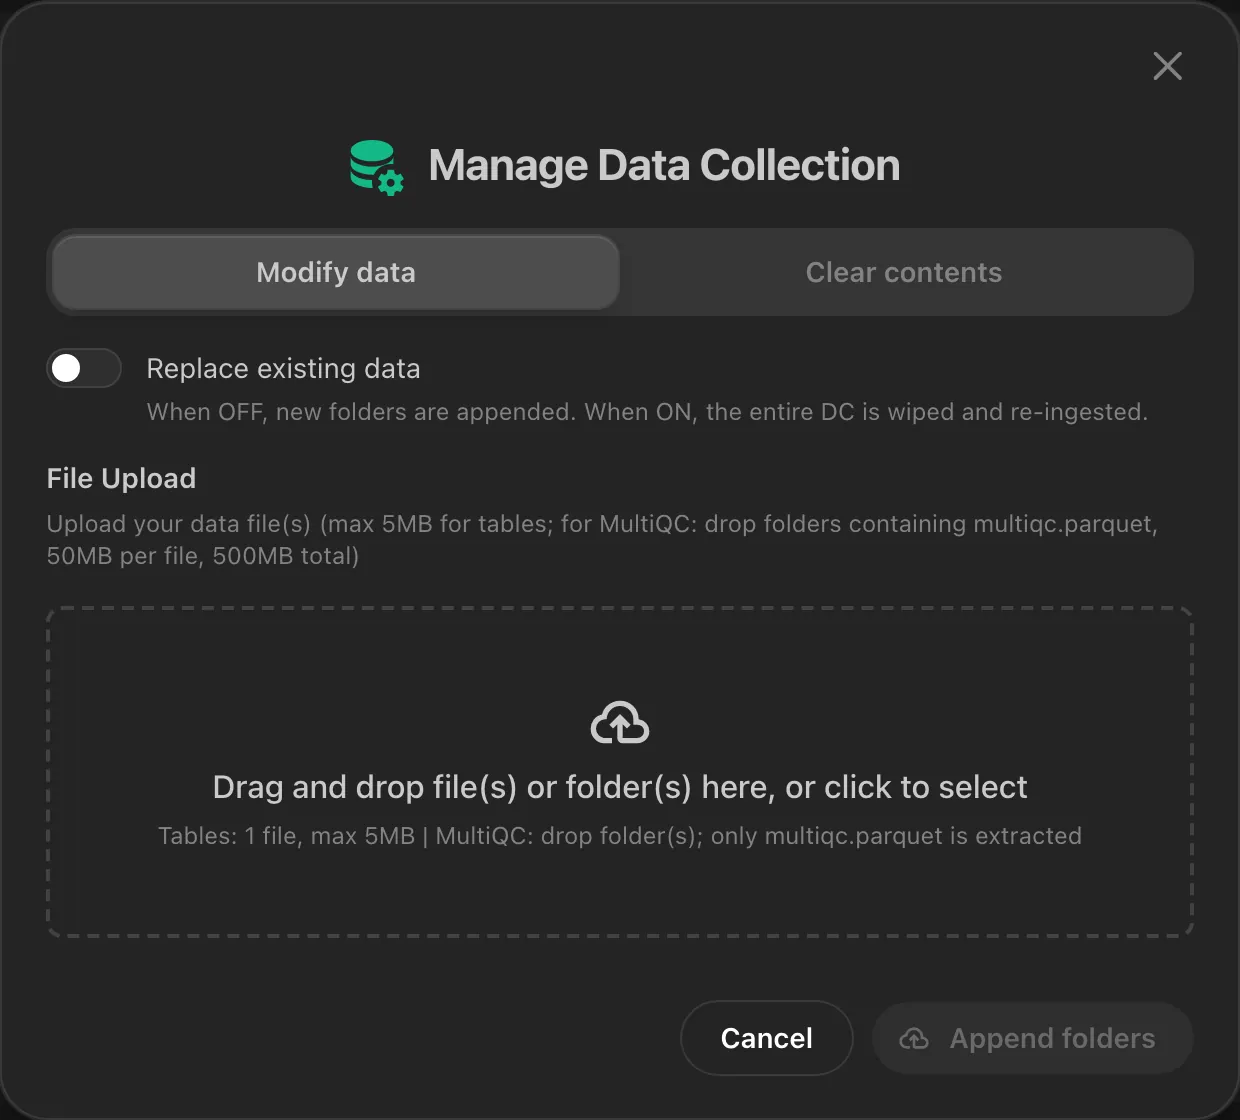 Manage Data Collection
Modify data
Clear contents
Replace existing data
When OFF, new folders are appended. When ON, the entire DC is wiped and re-ingested.
File Upload
Upload your data file(s) (max 5MB for tables; for MultiQC: drop folders containing multiqc.parquet,
50MB per file, 500MB total)
Drag and drop file(s) or folder(s) here, or click to select
Tables: 1 file, max 5MB | MultiQC: drop folder(s); only multiqc.parquet is extracted
Cancel
Append folders